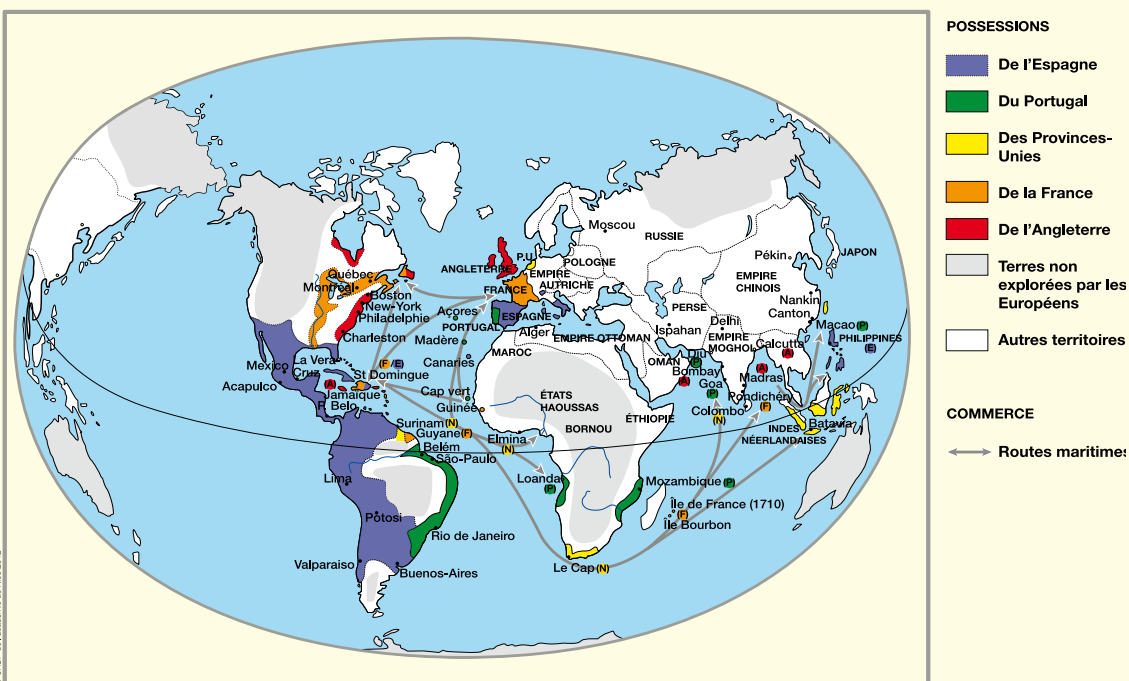 POSSESSIONS
De l'Espagne
Du Portugal
Des Provinces-
Unies
De la France
De l'Angleterre
Terres non
explorées par les
Européens
Autres territoires
COMMERCE
Routes maritimes
Moscou
RUSSIE
P.U.
ANGLETERRE
POLOGNE
EMPIRE
AUTRICHE
FRANCE
ESPAGNE
PORTUGAL
Açores
Madère
Canaries
Cap vert
Guinée
Alger
MAROC
EMPIRE OTTOMAN
PERSE
Ispahan
OMAN
Delhi
EMPIRE
MOGHOL
Diu
(P)
Bombay
(A)
Goa
(P)
Colombo
(N)
Calcutta
(A)
(A)
Madras
Pondichéry
(F)
Pékin
EMPIRE
CHINOIS
JAPON
Nankin
Canton
Macao (P)
PHILIPPINES
(E)
INDES
NÉERLANDAISES
Batavia
Québec
Montréal
Boston
New-York
Philadelphie
Charleston
Mexico
La Vera
Cruz
Acapulco
(F)/(E)
St Domingue
(A)
Jamaïque
P. Belo
Surinam (N)
Guyane (F)
Belém
São-Paulo
Lima
Potosi
Rio de Janeiro
Valparaiso
Buenos-Aires
ÉTATS
HAOUSSAS
BORNOU
ÉTHIOPIE
Elmina
(N)
Loanda
(P)
Mozambique (P)
Île de France (1710)
(F)
Île Bourbon
Le Cap (N)